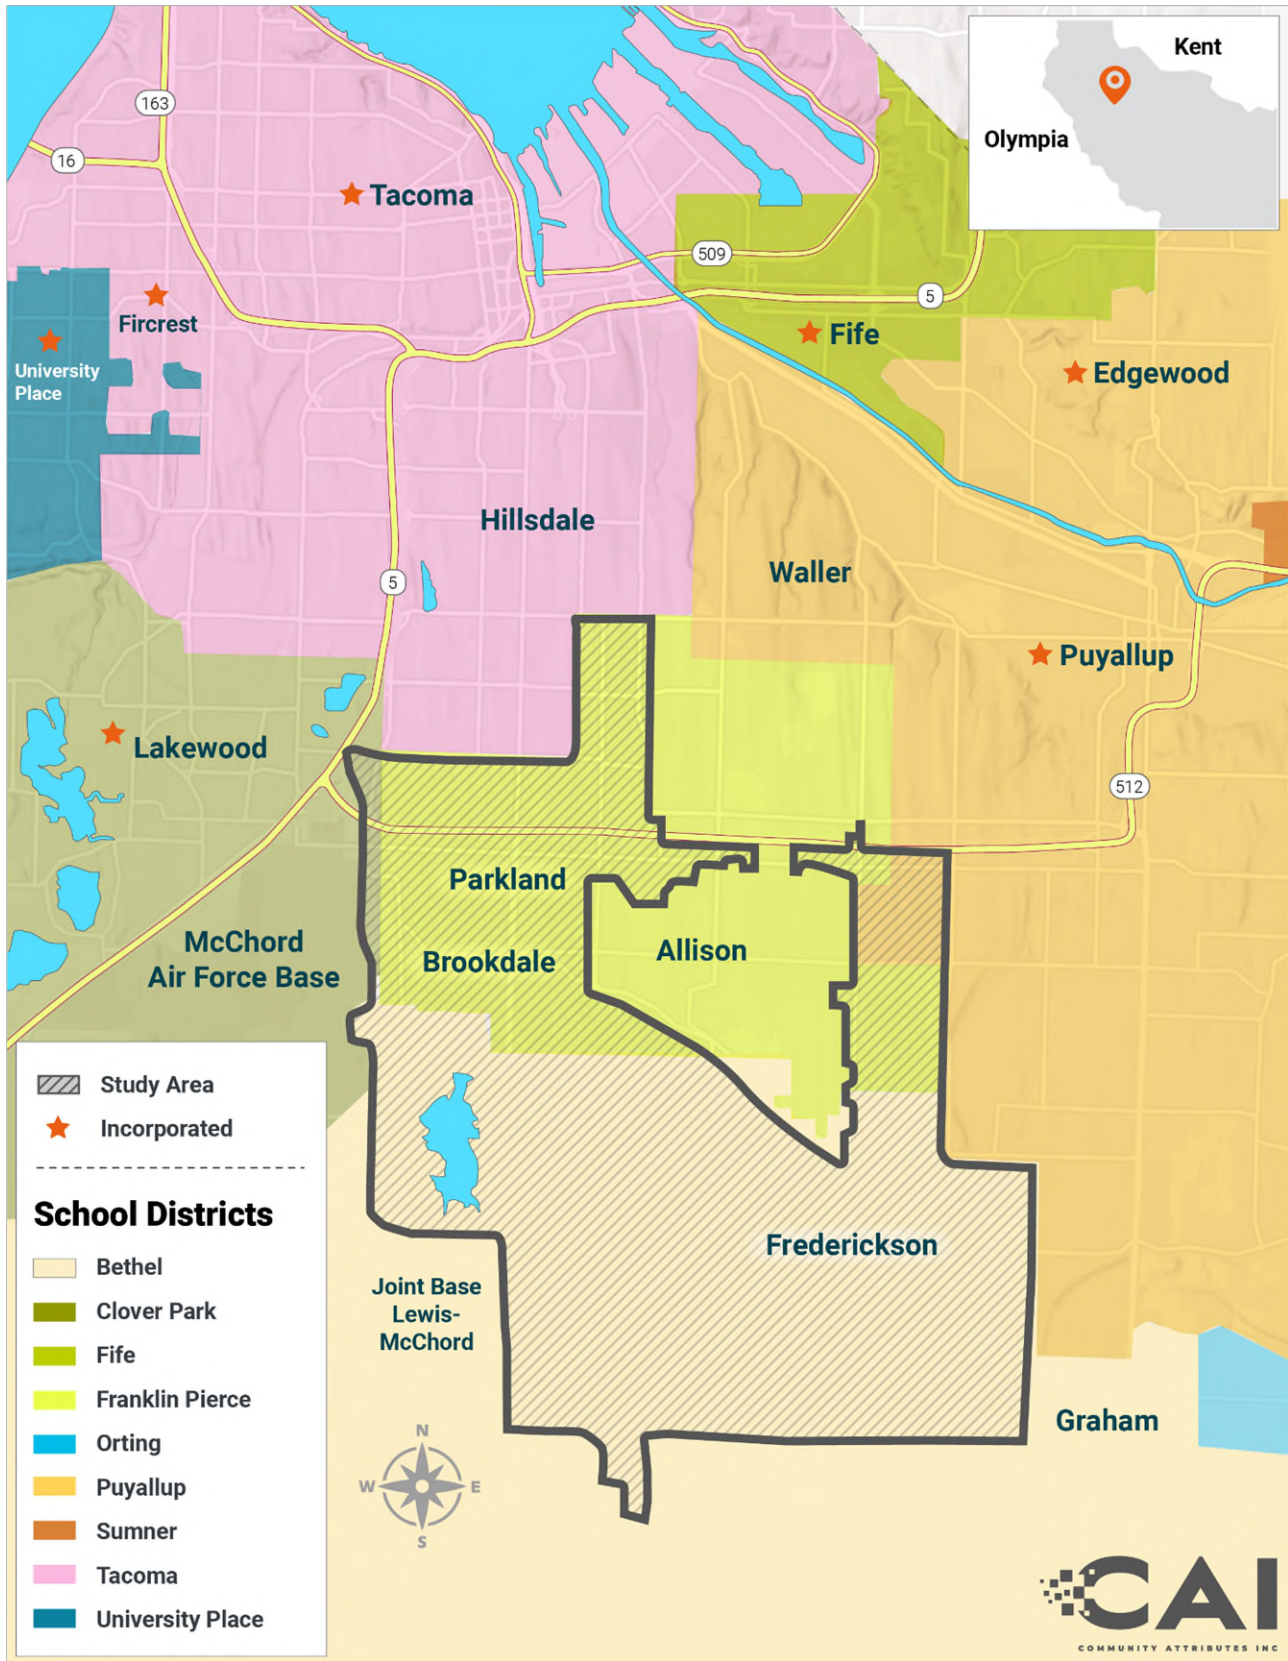 Kent
Olympia
163
16
Tacoma
509
5
Fircrest
Fife
University
Place
Edgewood
Hillsdale
Waller
5
Puyallup
Lakewood
512
Parkland
McChord
Air Force Base
Brookdale
Allison
Study Area
Incorporated
School Districts
Bethel
Clover Park
Fife
Franklin Pierce
Orting
Puyallup
Sumner
Tacoma
University Place
Frederickson
Joint Base
Lewis-
McChord
Graham
N
W
E
S
CAI
COMMUNITY ATTRIBUTES INC